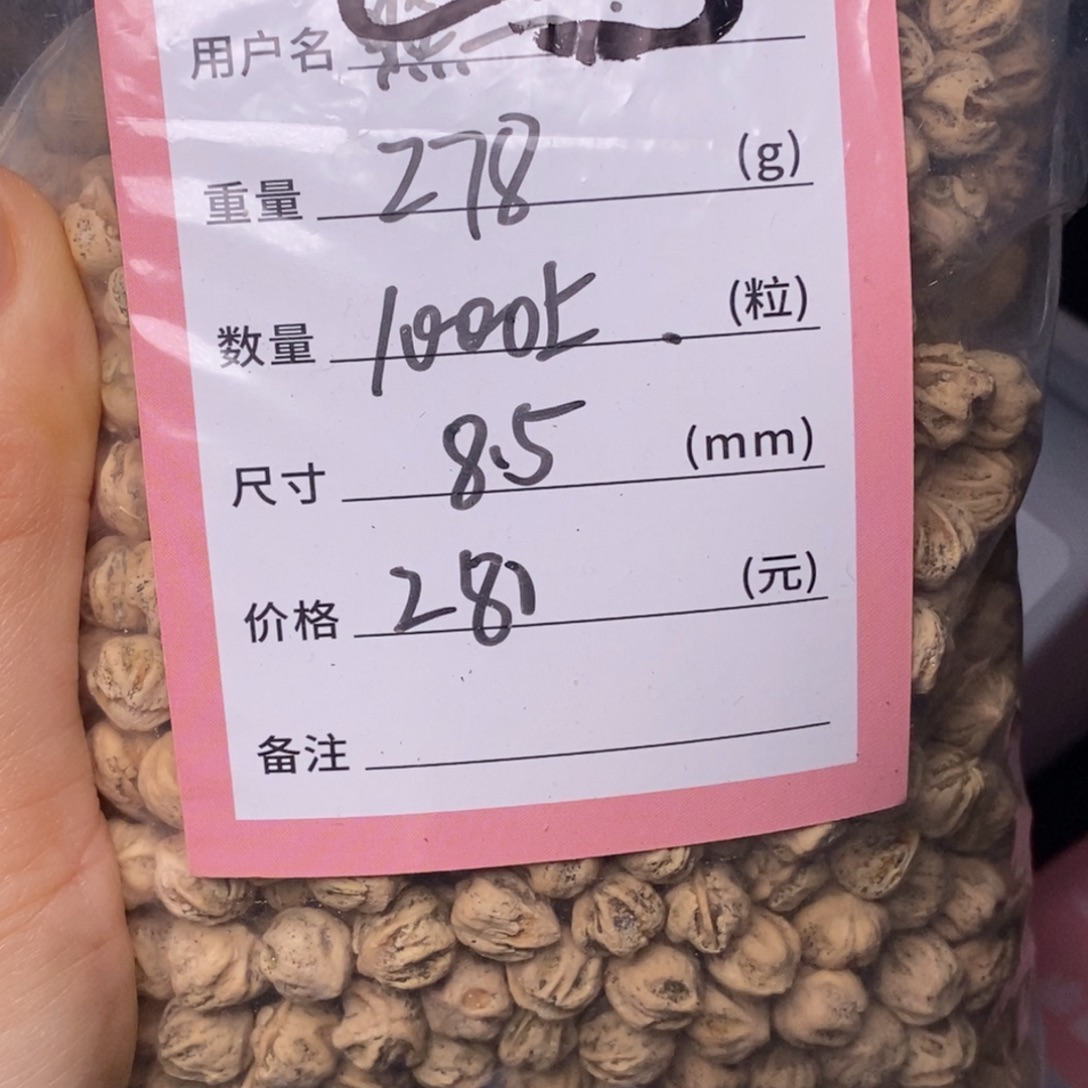 用户名
重量 278 (g)
数量 1000上 (粒)
尺寸 8.5 (mm)
价格 281 (元)
备注